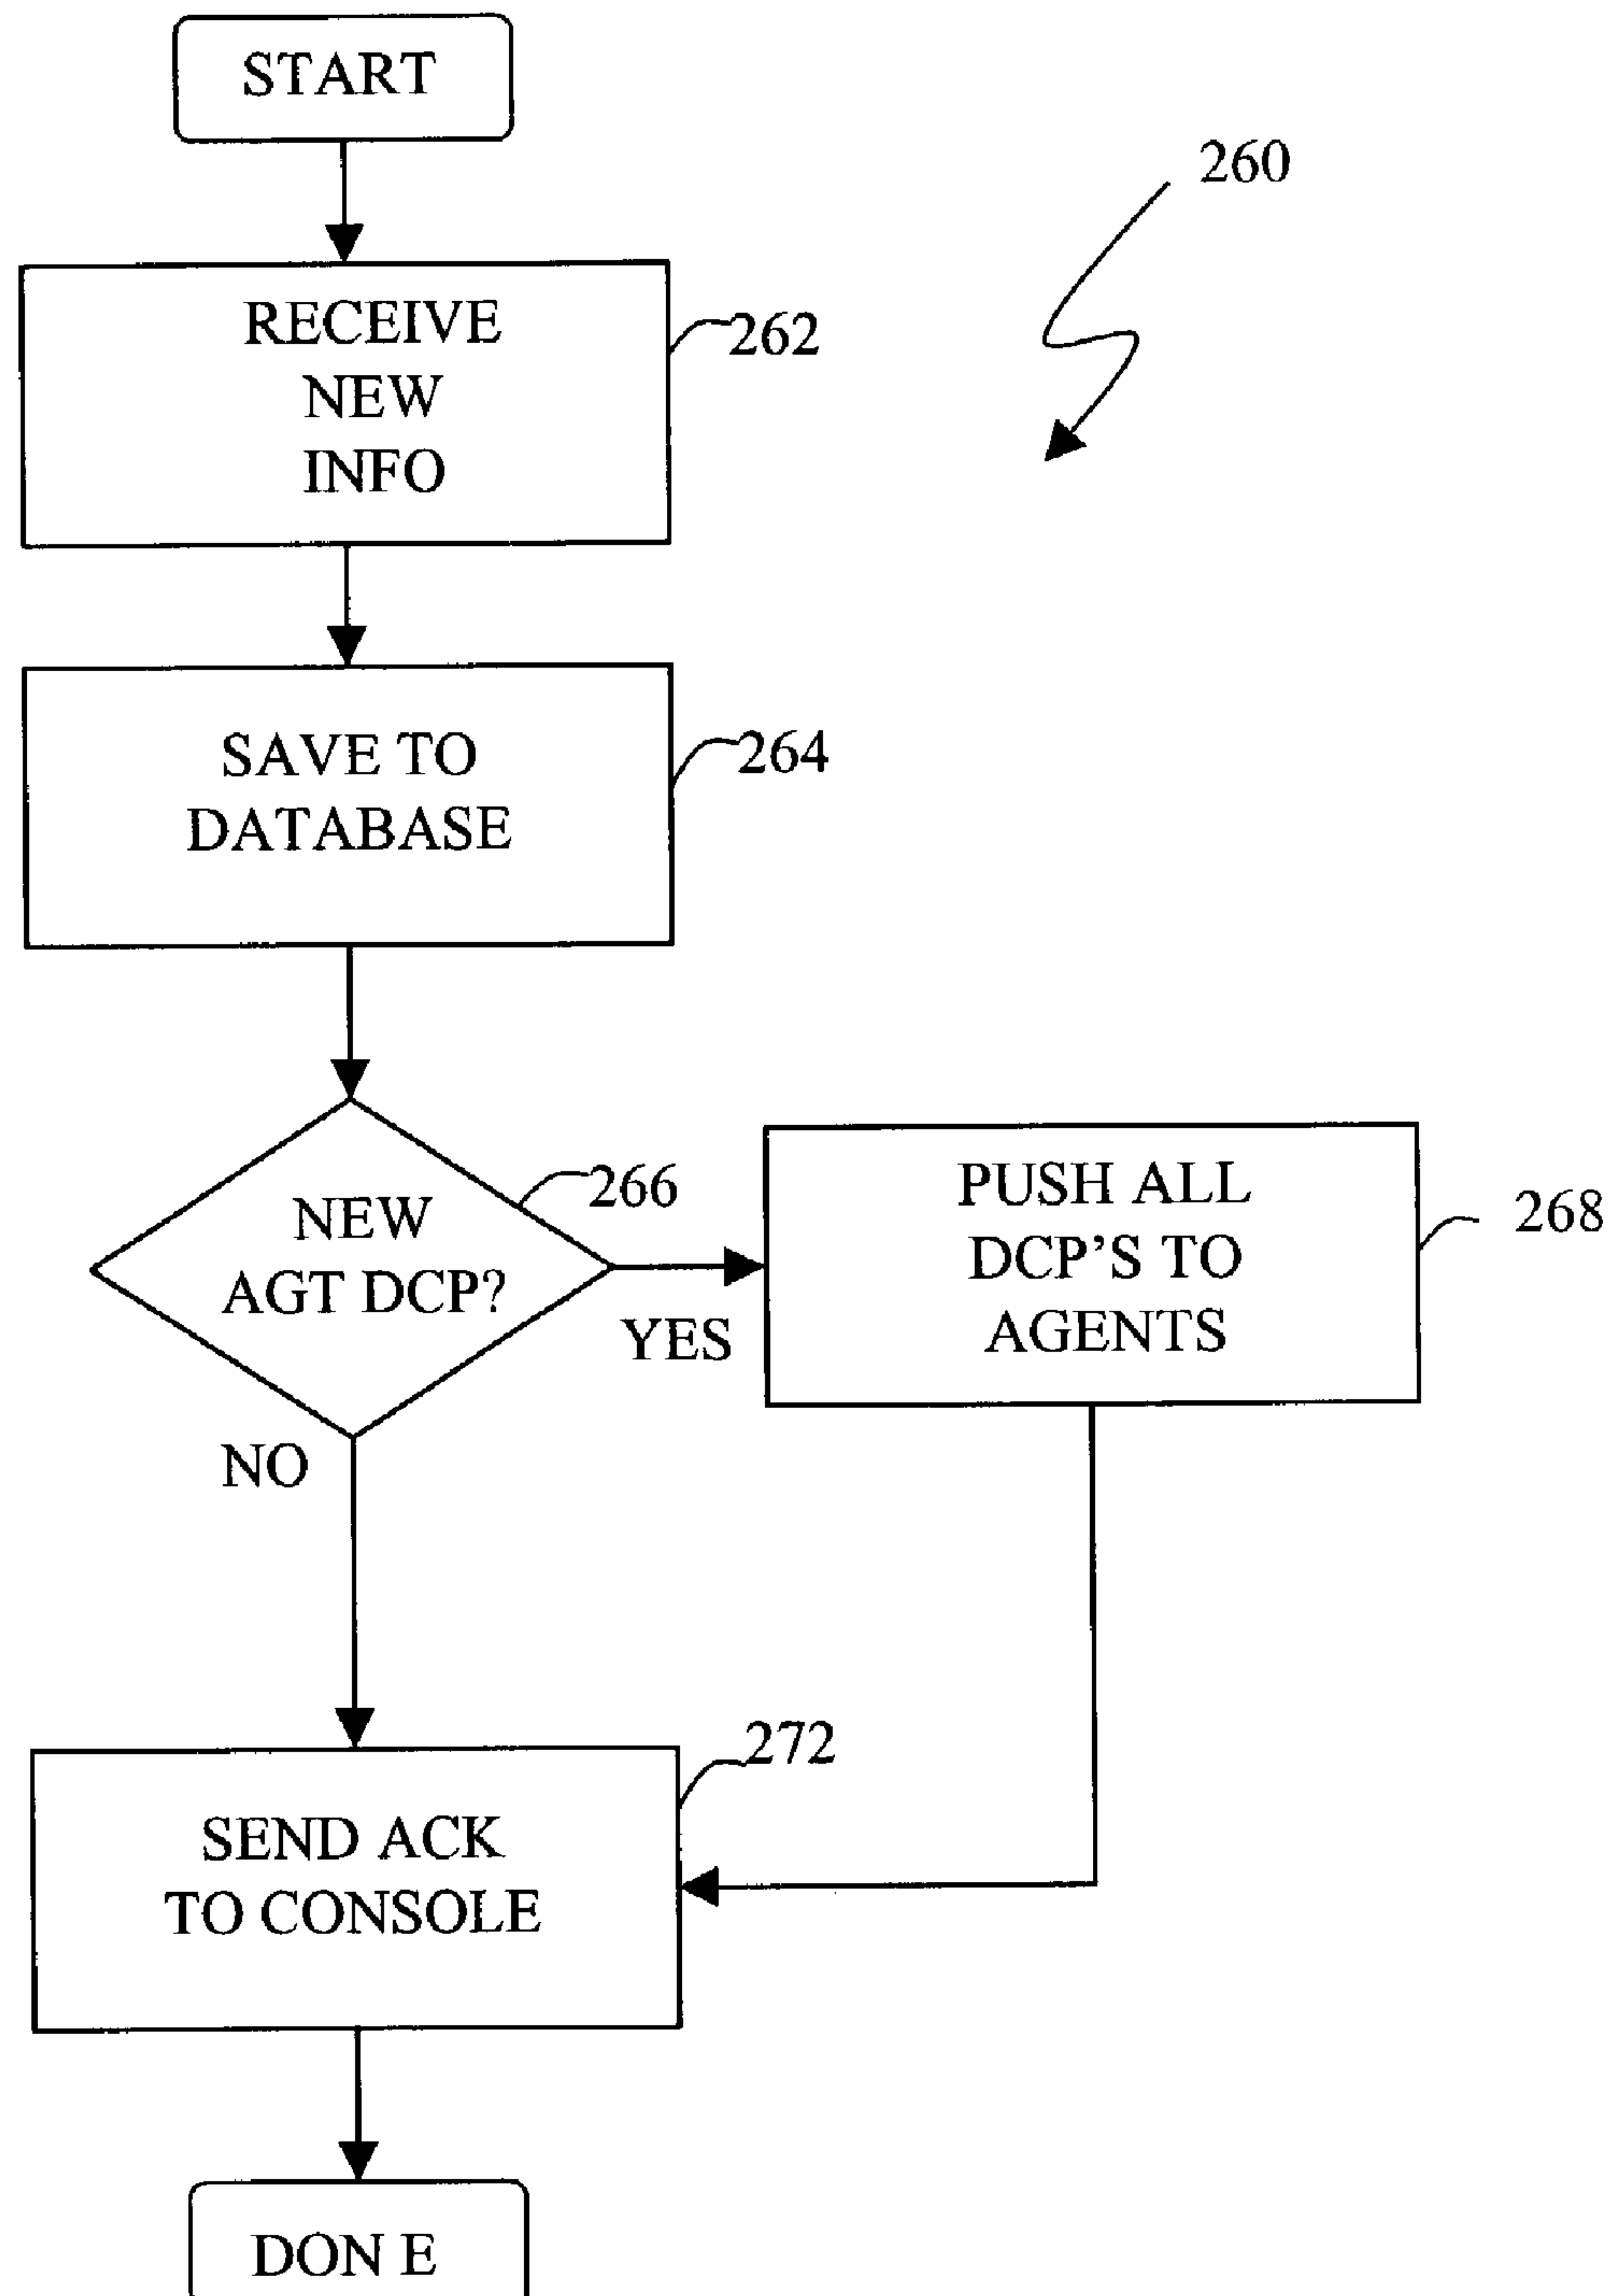 START
260
RECEIVE
NEW
INFO
262
SAVE TO
DATABASE
264
NEW
AGT DCP?
266
YES
NO
PUSH ALL
DCP'S TO
AGENTS
268
SEND ACK
TO CONSOLE
272
DON E